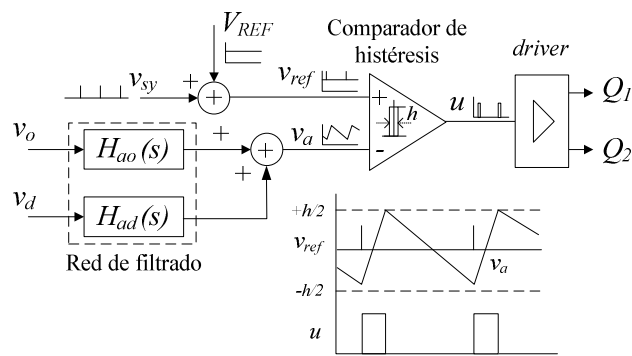 V_REF
Comparador de
histéresis
driver
v_sy
v_ref
+
+
+
h
u
Q_1
v_o
H_ao(s)
+
v_a
-
Q_2
+
+
v_d
H_ad(s)
Red de filtrado
+h/2
v_ref
v_a
-h/2
u